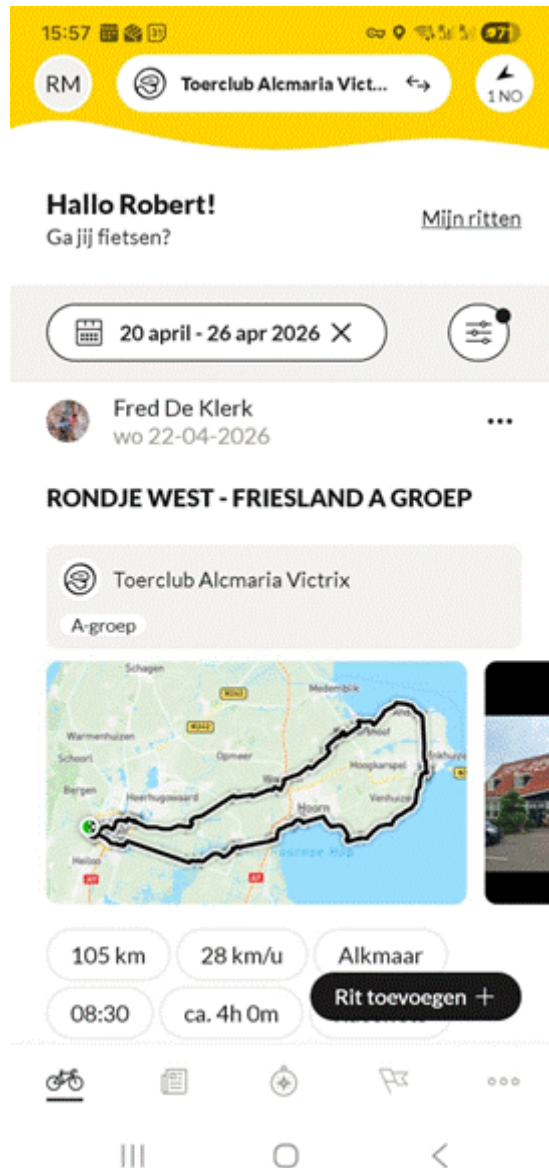 15:57
31
97
RM
Toerclub Alcmaria Vict...
1 NO
Hallo Robert!
Ga jij fietsen?
Mijn ritten
20 april - 26 apr 2026
Fred De Klerk
wo 22-04-2026
RONDJE WEST - FRIESLAND A GROEP
Toerclub Alcmaria Victrix
A-groep
Schagen
Medemblik
Warmenhuizen
Schoorl
Opmeer
Hoogkarspel
Bergen
Heerhugowaard
Venhuize
Hoorn
Heiloo
105 km
28 km/u
Alkmaar
08:30
ca. 4h 0m
Rit toevoegen +